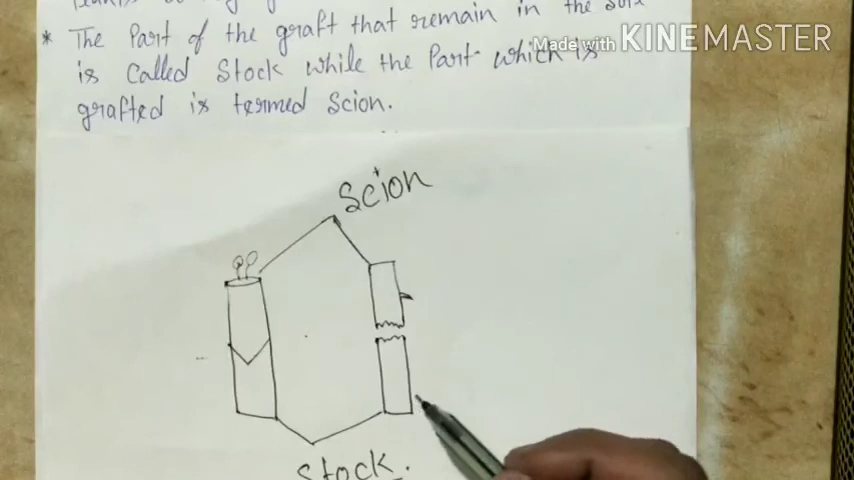 * The Part of the graft that remain in the
is Called Stock while the Part which is
grafted is termed Scion.
Made with KINEMASTER
Scion
Stock.